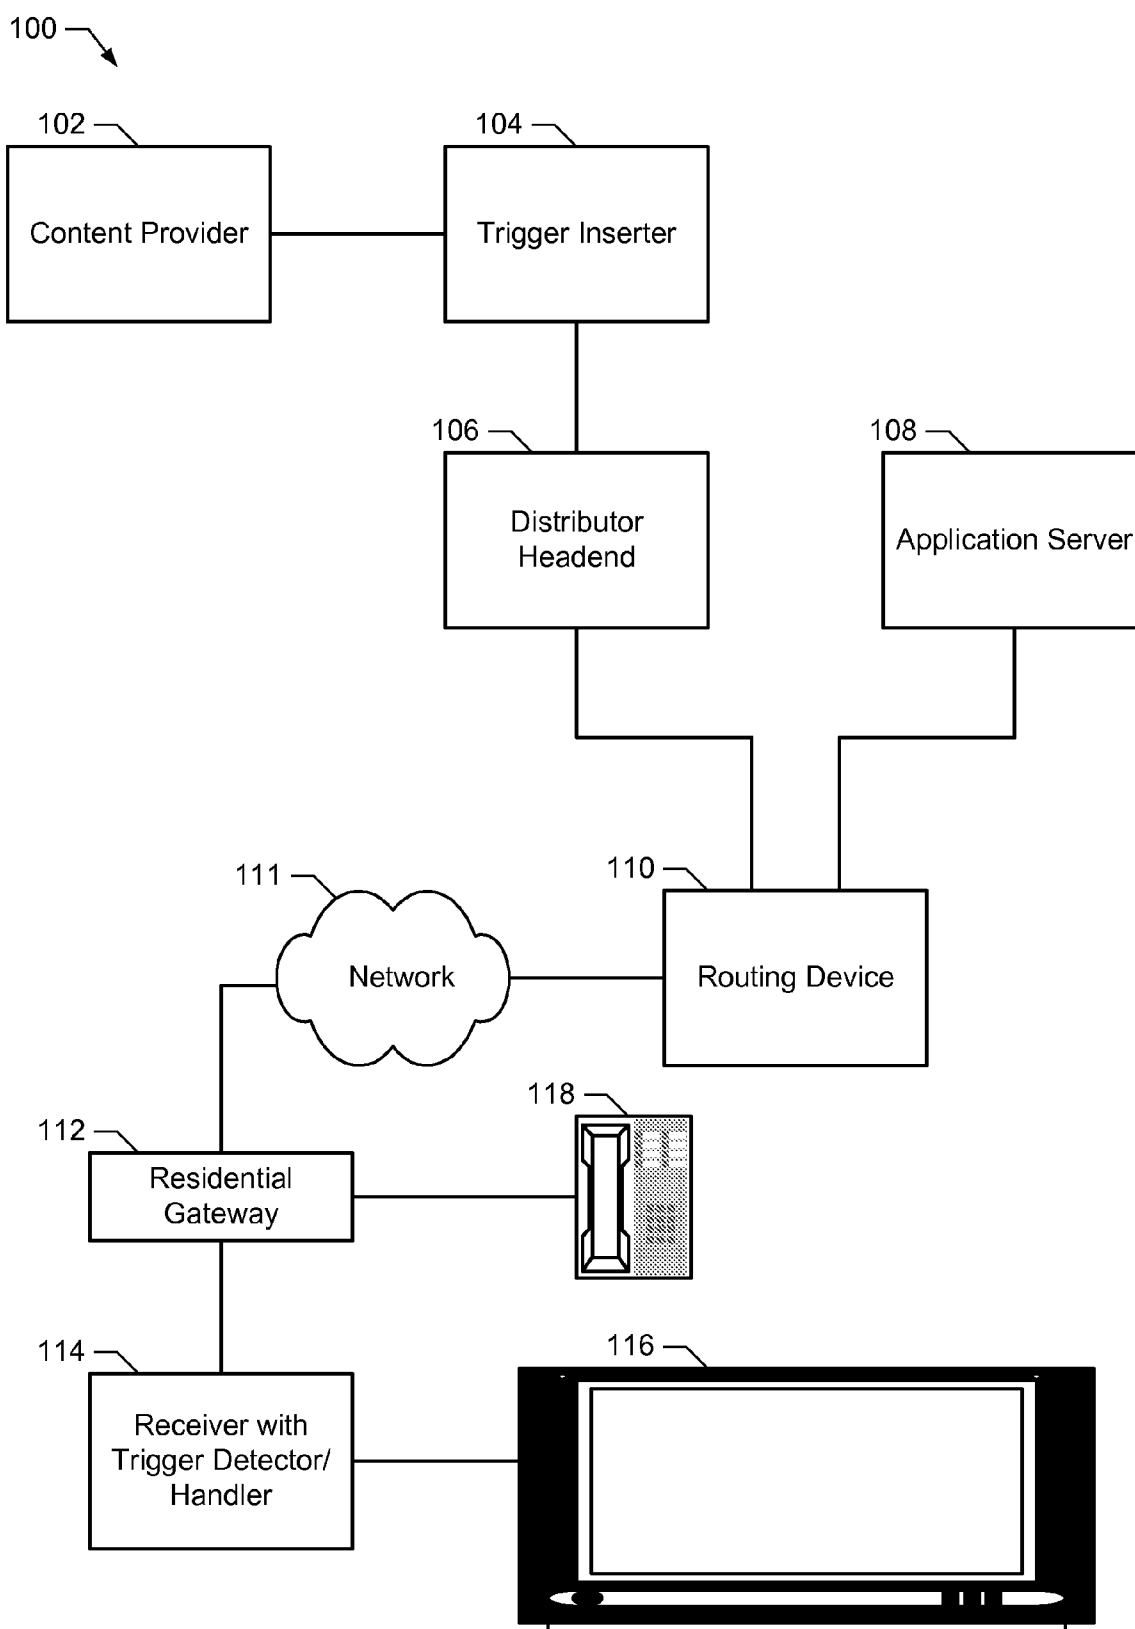 100
102
104
Content Provider
Trigger Inserter
106
108
Distributor
Headend
Application Server
111
110
Network
Routing Device
118
112
Residential
Gateway
114
116
Receiver with
Trigger Detector/
Handler